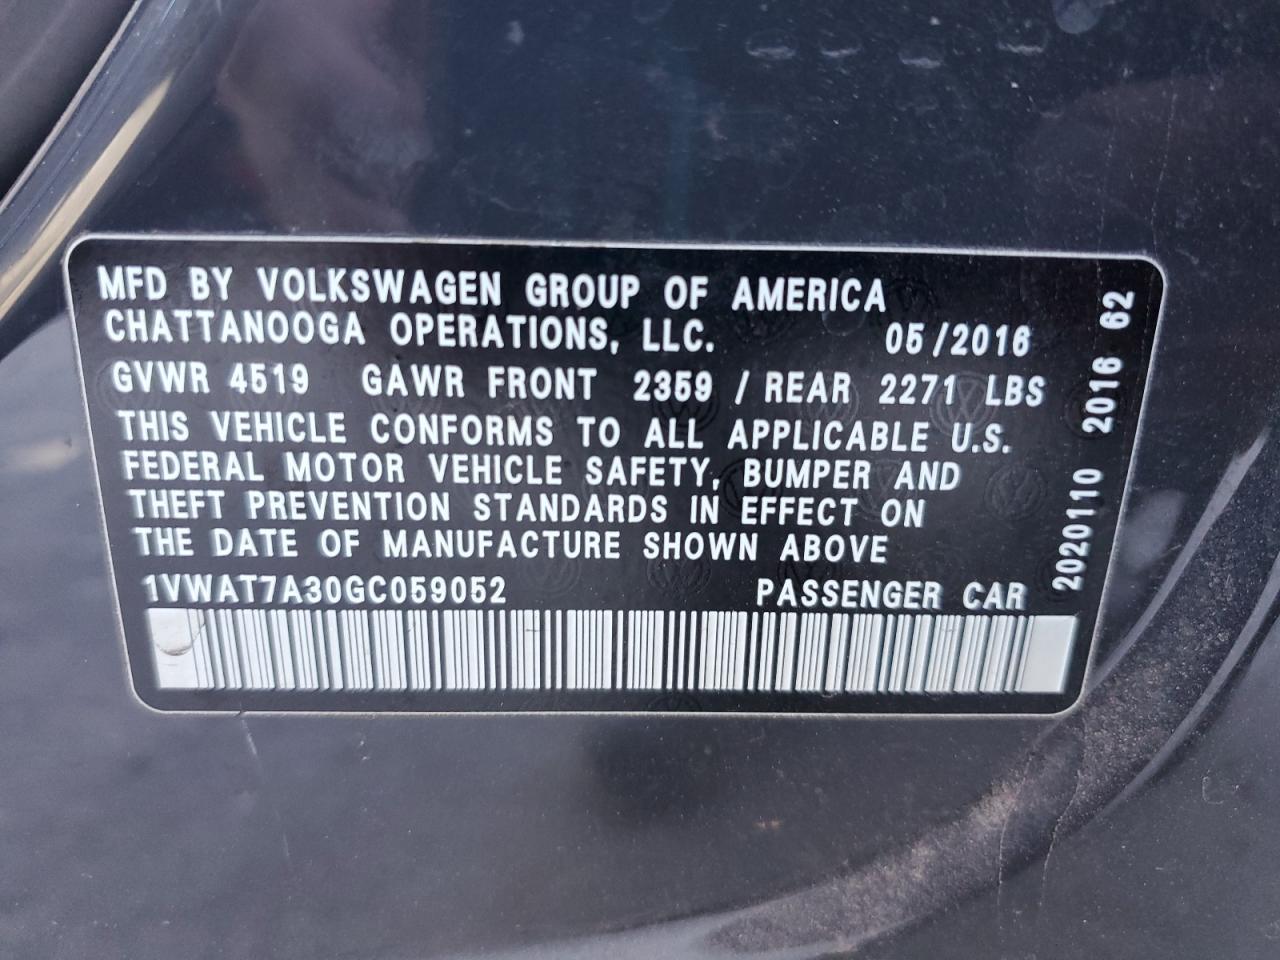 MFD BY VOLKSWAGEN GROUP OF AMERICA
CHATTANOOGA OPERATIONS, LLC. 05/2016
GVWR 4519 GAWR FRONT 2359 / REAR 2271 LBS
THIS VEHICLE CONFORMS TO ALL APPLICABLE U.S.
FEDERAL MOTOR VEHICLE SAFETY, BUMPER AND
THEFT PREVENTION STANDARDS IN EFFECT ON
THE DATE OF MANUFACTURE SHOWN ABOVE
1VWAT7A30GC059052 PASSENGER CAR
2020110 2016 62